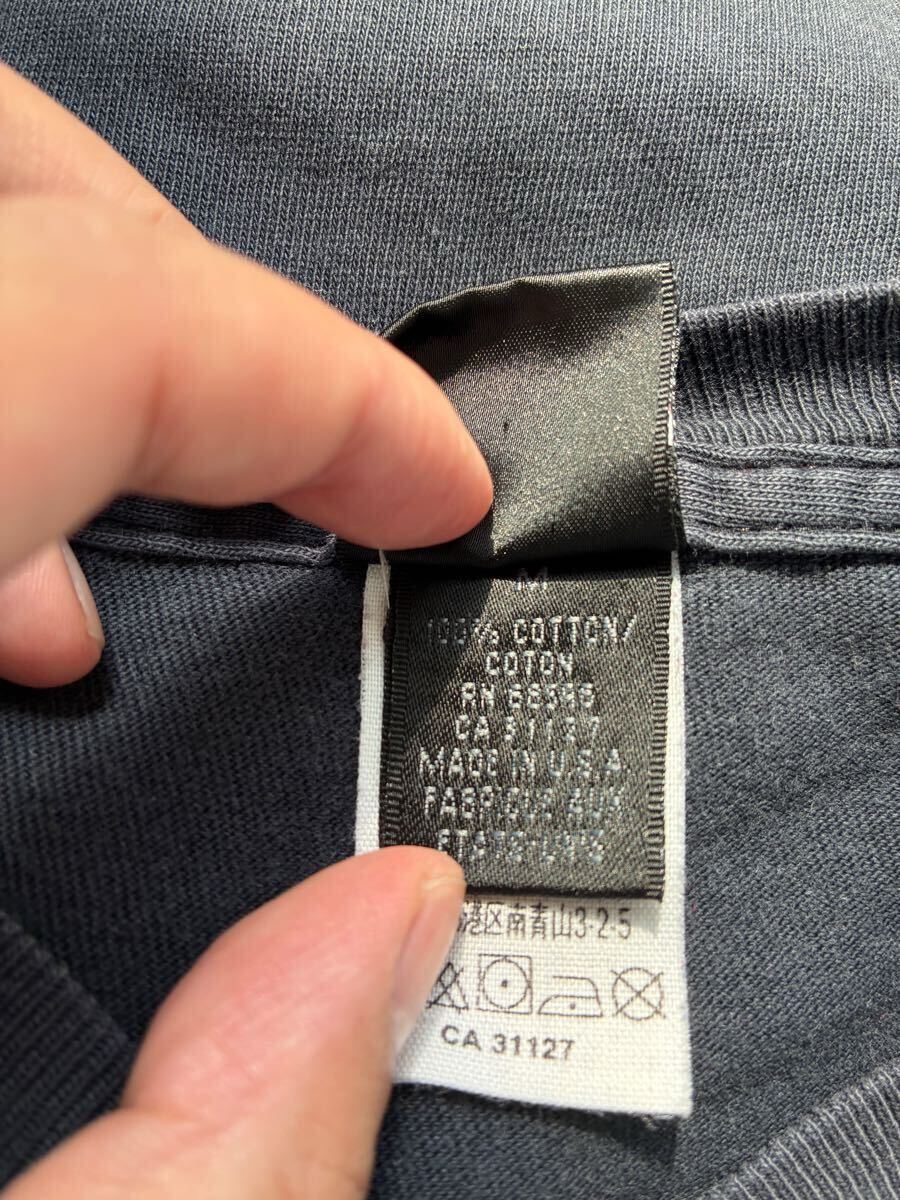 M
100% COTTON/
COTON
RN 66598
CA 31127
MADE IN U.S.A
FABRIQUE AUX
ETATS-UNIS
港区南青山3-2-5
CA 31127